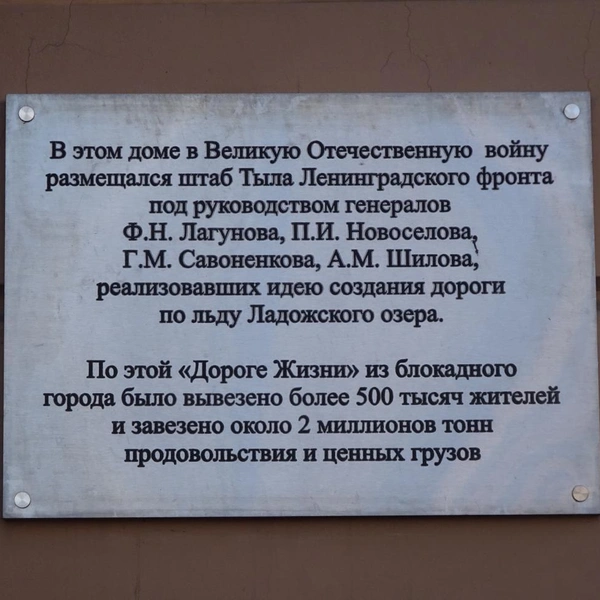 В этом доме в Великую Отечественную войну
размещался штаб Тыла Ленинградского фронта
под руководством генералов
Ф.Н. Лагунова, П.И. Новоселова,
Г.М. Савоненкова, А.М. Шилова,
реализовавших идею создания дороги
по льду Ладожского озера.
По этой «Дороге Жизни» из блокадного
города было вывезено более 500 тысяч жителей
и завезено около 2 миллионов тонн
продовольствия и ценных грузов